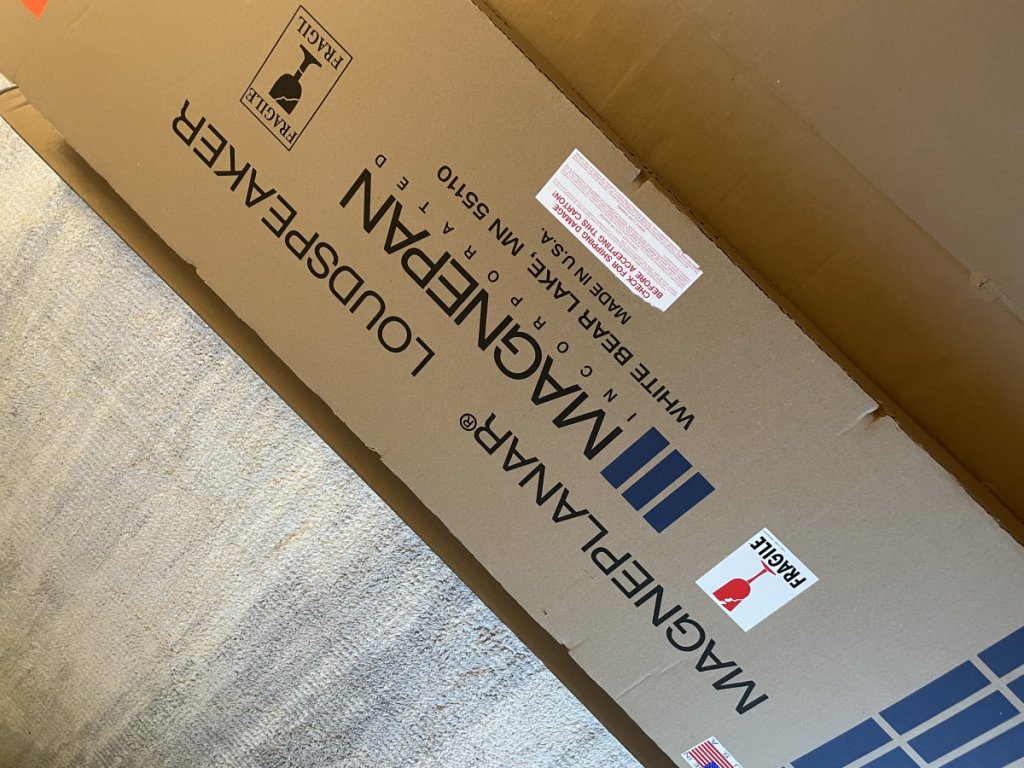 MAGNEPLANAR® LOUDSPEAKER
MAGNEPAN
INCORPORATED
WHITE BEAR LAKE, MN 55110
MADE IN U.S.A.
CHECK FOR SHIPPING DAMAGE
BEFORE ACCEPTING THIS CARTON!
FRAGILE
FRAGILE
FRAGIL